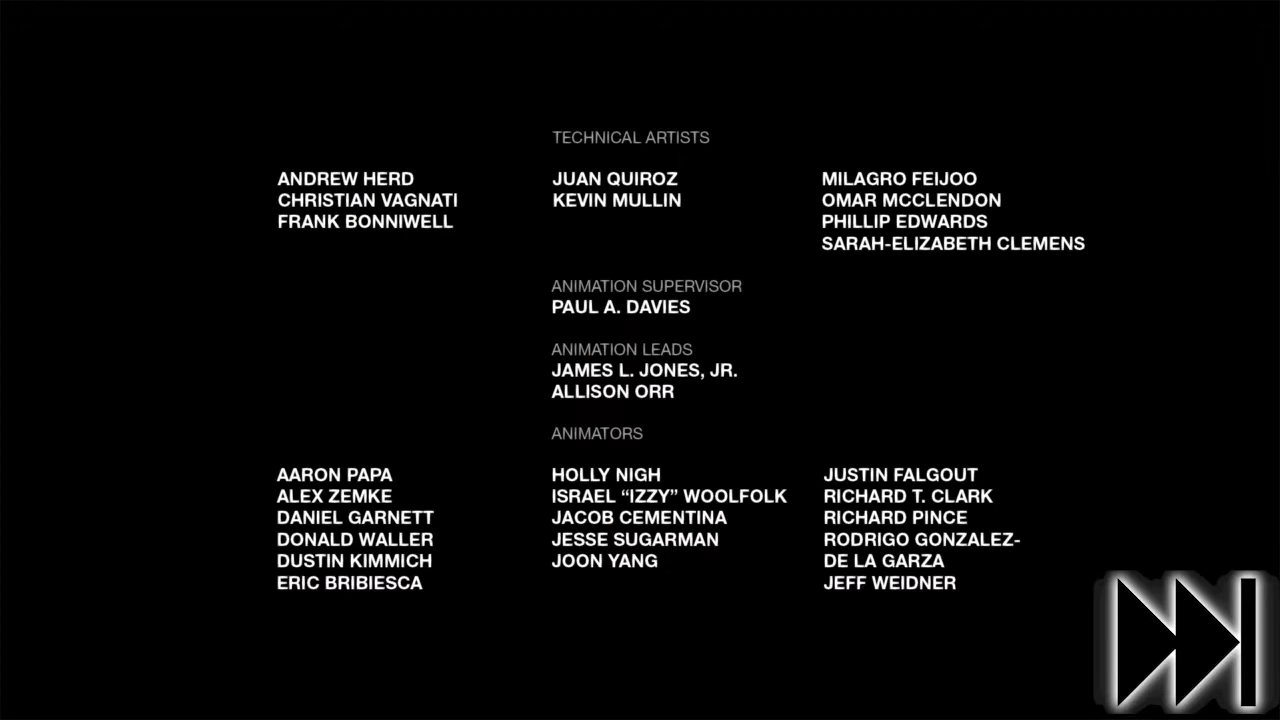 TECHNICAL ARTISTS
ANDREW HERD
CHRISTIAN VAGNATI
FRANK BONNIWELL
JUAN QUIROZ
KEVIN MULLIN
MILAGRO FEIJOO
OMAR MCCLENDON
PHILLIP EDWARDS
SARAH-ELIZABETH CLEMENS
ANIMATION SUPERVISOR
PAUL A. DAVIES
ANIMATION LEADS
JAMES L. JONES, JR.
ALLISON ORR
ANIMATORS
AARON PAPA
ALEX ZEMKE
DANIEL GARNETT
DONALD WALLER
DUSTIN KIMMICH
ERIC BRIBIESCA
HOLLY NIGH
ISRAEL “IZZY” WOOLFOLK
JACOB CEMENTINA
JESSE SUGARMAN
JOON YANG
JUSTIN FALGOUT
RICHARD T. CLARK
RICHARD PINCE
RODRIGO GONZALEZ-
DE LA GARZA
JEFF WEIDNER